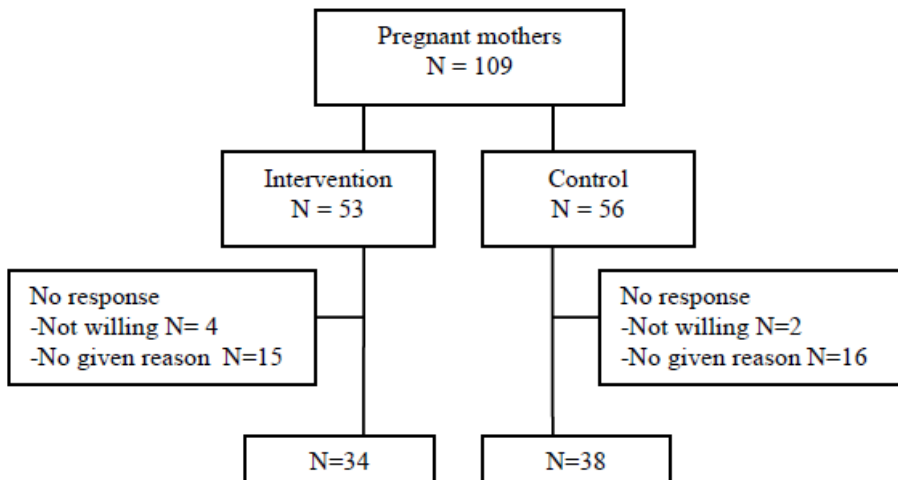 Pregnant mothers
N = 109
Intervention
N = 53
Control
N = 56
No response
-Not willing N= 4
-No given reason  N=15
No response
-Not willing N=2
-No given reason N=16
N=34
N=38